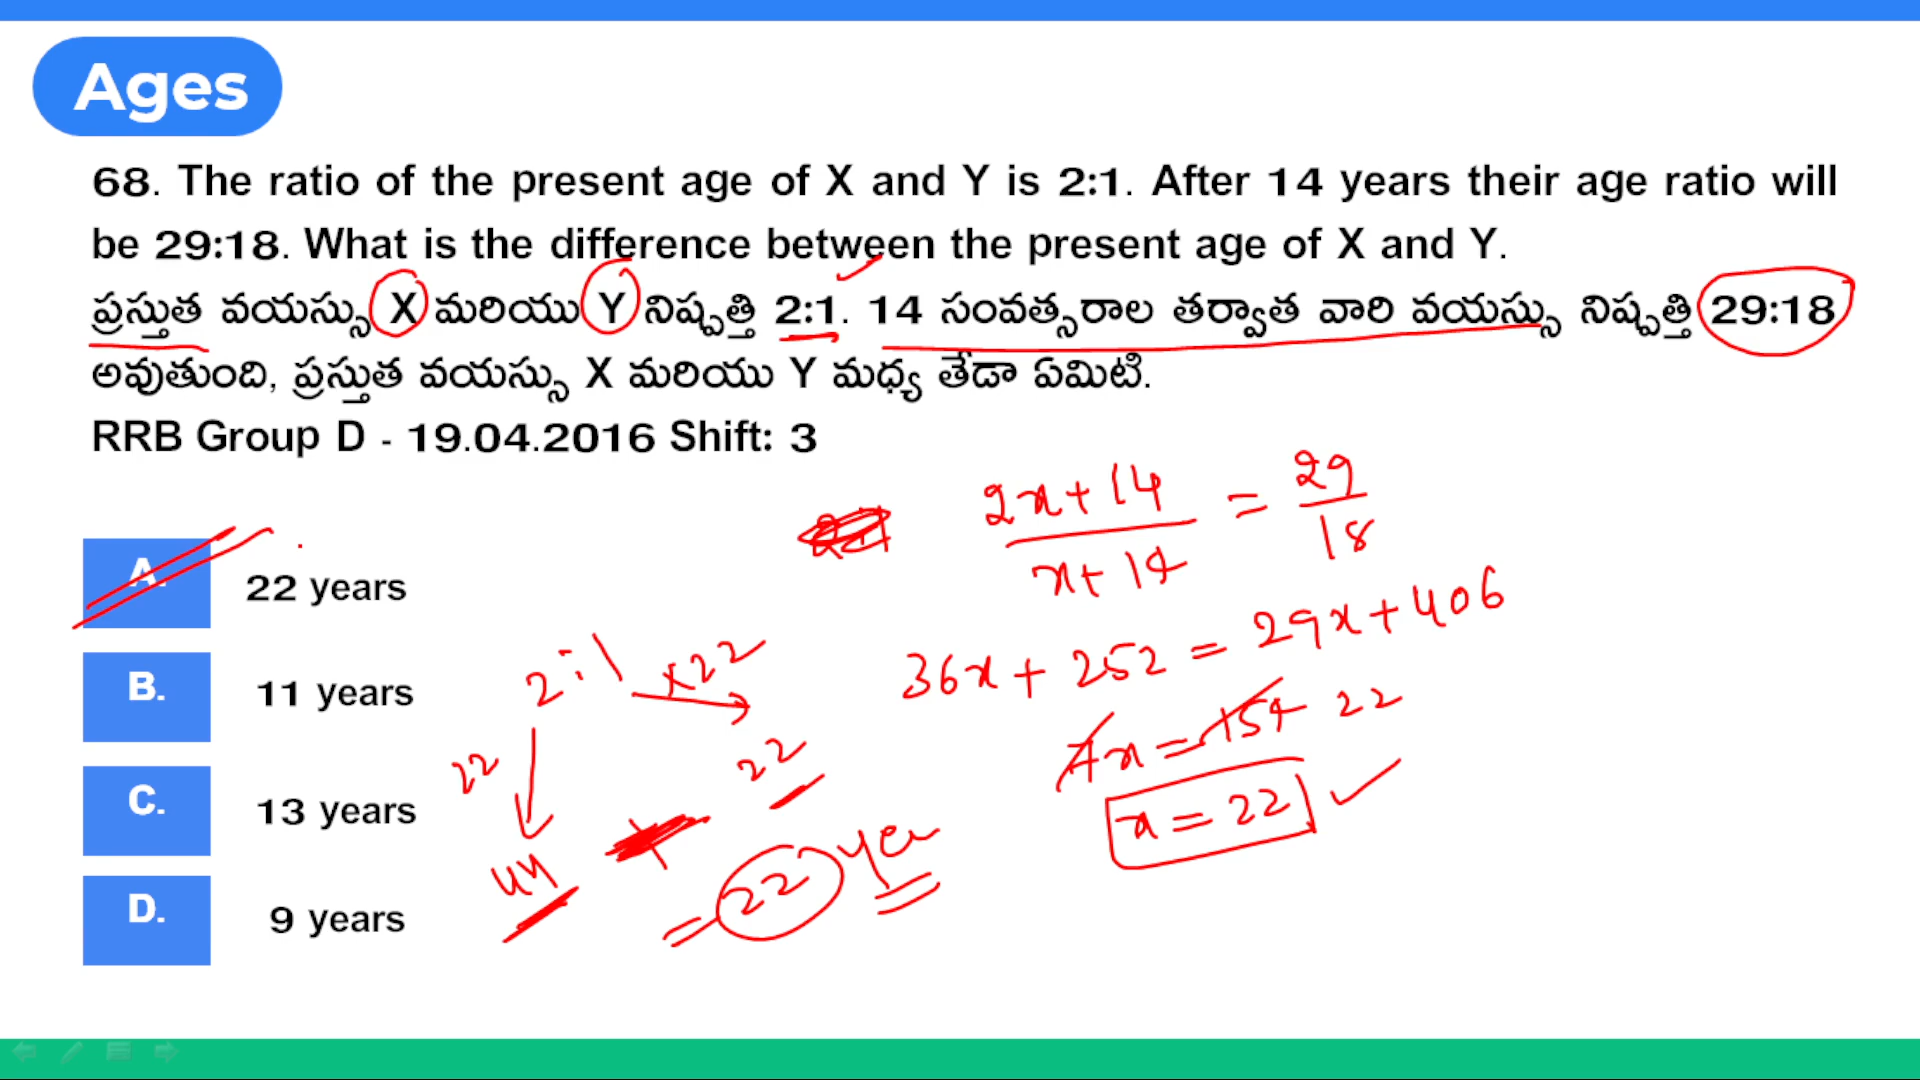 Ages
68. The ratio of the present age of X and Y is 2:1. After 14 years their age ratio will
be 29:18. What is the difference between the present age of X and Y.
ప్రస్తుత వయస్సు X మరియు Y నిష్పత్తి 2:1. 14 సంవత్సరాల తర్వాత వారి వయస్సు నిష్పత్తి 29:18
అవుతుంది, ప్రస్తుత వయస్సు X మరియు Y మధ్య తేడా ఏమిటి.
RRB Group D - 19.04.2016 Shift: 3
A. 22 years
B. 11 years
C. 13 years
D. 9 years
2:1 ×22
22 22
44
= 22
2x+14 = 29
x+14 18
36x + 252 = 29x + 406
7x = 154 22
x = 22